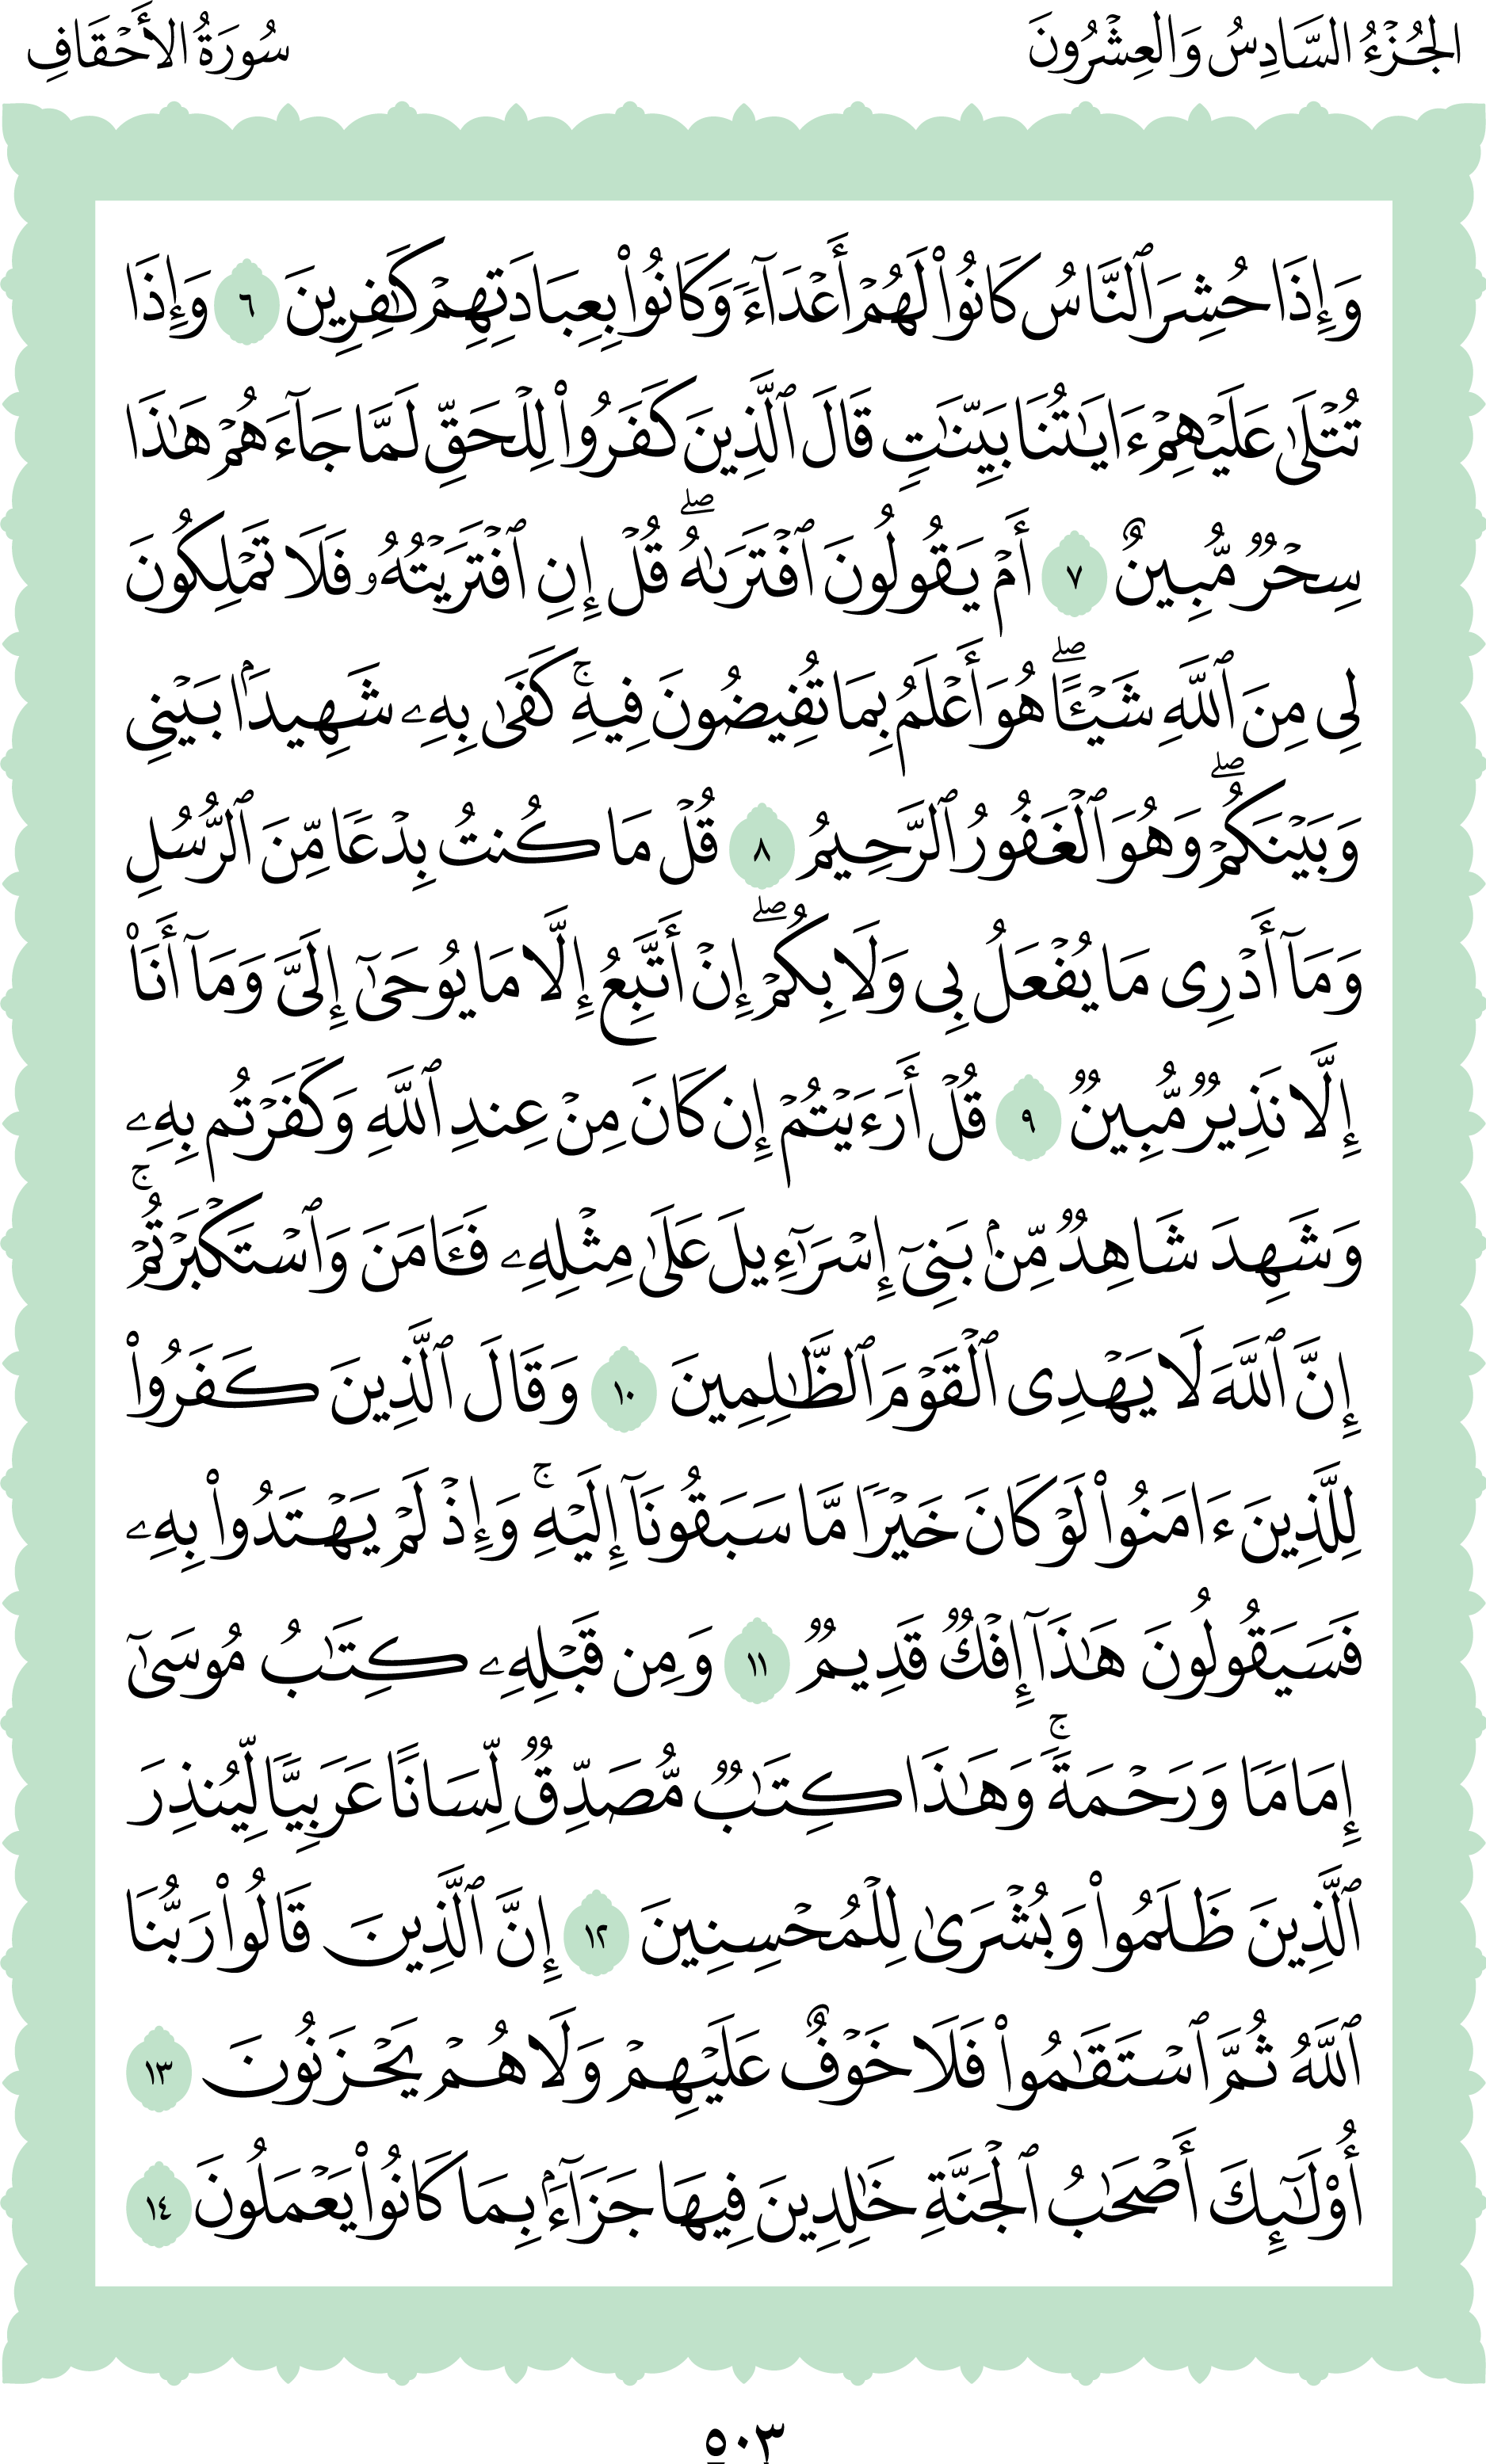 الجُزْءُ السَّادِسُ وَالعِشْرُونَ
سُورَةُ الأَحْقَافِ
وَإِذَا حُشِرَ ٱلنَّاسُ كَانُوا۟ لَهُمْ أَعْدَآءً وَكَانُوا۟ بِعِبَادَتِهِمْ كَـٰفِرِينَ ٦ وَإِذَا
تُتْلَىٰ عَلَيْهِمْ ءَايَـٰتُنَا بَيِّنَـٰتٍ قَالَ ٱلَّذِينَ كَفَرُوا۟ لِلْحَقِّ لَمَّا جَآءَهُمْ هَـٰذَا
سِحْرٌ مُّبِينٌ ٧ أَمْ يَقُولُونَ ٱفْتَرَىٰهُ ۖ قُلْ إِنِ ٱفْتَرَيْتُهُۥ فَلَا تَمْلِكُونَ
لِى مِنَ ٱللَّهِ شَيْـًٔا ۖ هُوَ أَعْلَمُ بِمَا تُفِيضُونَ فِيهِ ۚ كَفَىٰ بِهِۦ شَهِيدًۢا بَيْنِى
وَبَيْنَكُمْ ۖ وَهُوَ ٱلْغَفُورُ ٱلرَّحِيمُ ٨ قُلْ مَا كُنتُ بِدْعًا مِّنَ ٱلرُّسُلِ
وَمَآ أَدْرِى مَا يُفْعَلُ بِى وَلَا بِكُمْ ۖ إِنْ أَتَّبِعُ إِلَّا مَا يُوحَىٰٓ إِلَىَّ وَمَآ أَنَا۠
إِلَّا نَذِيرٌ مُّبِينٌ ٩ قُلْ أَرَءَيْتُمْ إِن كَانَ مِنْ عِندِ ٱللَّهِ وَكَفَرْتُم بِهِۦ
وَشَهِدَ شَاهِدٌ مِّنۢ بَنِىٓ إِسْرَٰٓءِيلَ عَلَىٰ مِثْلِهِۦ فَـَٔامَنَ وَٱسْتَكْبَرْتُمْ ۚ
إِنَّ ٱللَّهَ لَا يَهْدِى ٱلْقَوْمَ ٱلظَّـٰلِمِينَ ١٠ وَقَالَ ٱلَّذِينَ كَفَرُوا۟
لِلَّذِينَ ءَامَنُوا۟ لَوْ كَانَ خَيْرًا مَّا سَبَقُونَآ إِلَيْهِ ۚ وَإِذْ لَمْ يَهْتَدُوا۟ بِهِۦ
فَسَيَقُولُونَ هَـٰذَآ إِفْكٌ قَدِيمٌ ١١ وَمِن قَبْلِهِۦ كِتَـٰبُ مُوسَىٰٓ
إِمَامًا وَرَحْمَةً ۚ وَهَـٰذَا كِتَـٰبٌ مُّصَدِّقٌ لِّسَانًا عَرَبِيًّا لِّيُنذِرَ
ٱلَّذِينَ ظَلَمُوا۟ وَبُشْرَىٰ لِلْمُحْسِنِينَ ١٢ إِنَّ ٱلَّذِينَ قَالُوا۟ رَبُّنَا
ٱللَّهُ ثُمَّ ٱسْتَقَـٰمُوا۟ فَلَا خَوْفٌ عَلَيْهِمْ وَلَا هُمْ يَحْزَنُونَ ١٣
أُو۟لَـٰٓئِكَ أَصْحَـٰبُ ٱلْجَنَّةِ خَـٰلِدِينَ فِيهَا جَزَآءًۢ بِمَا كَانُوا۟ يَعْمَلُونَ ١٤
٥٠٣